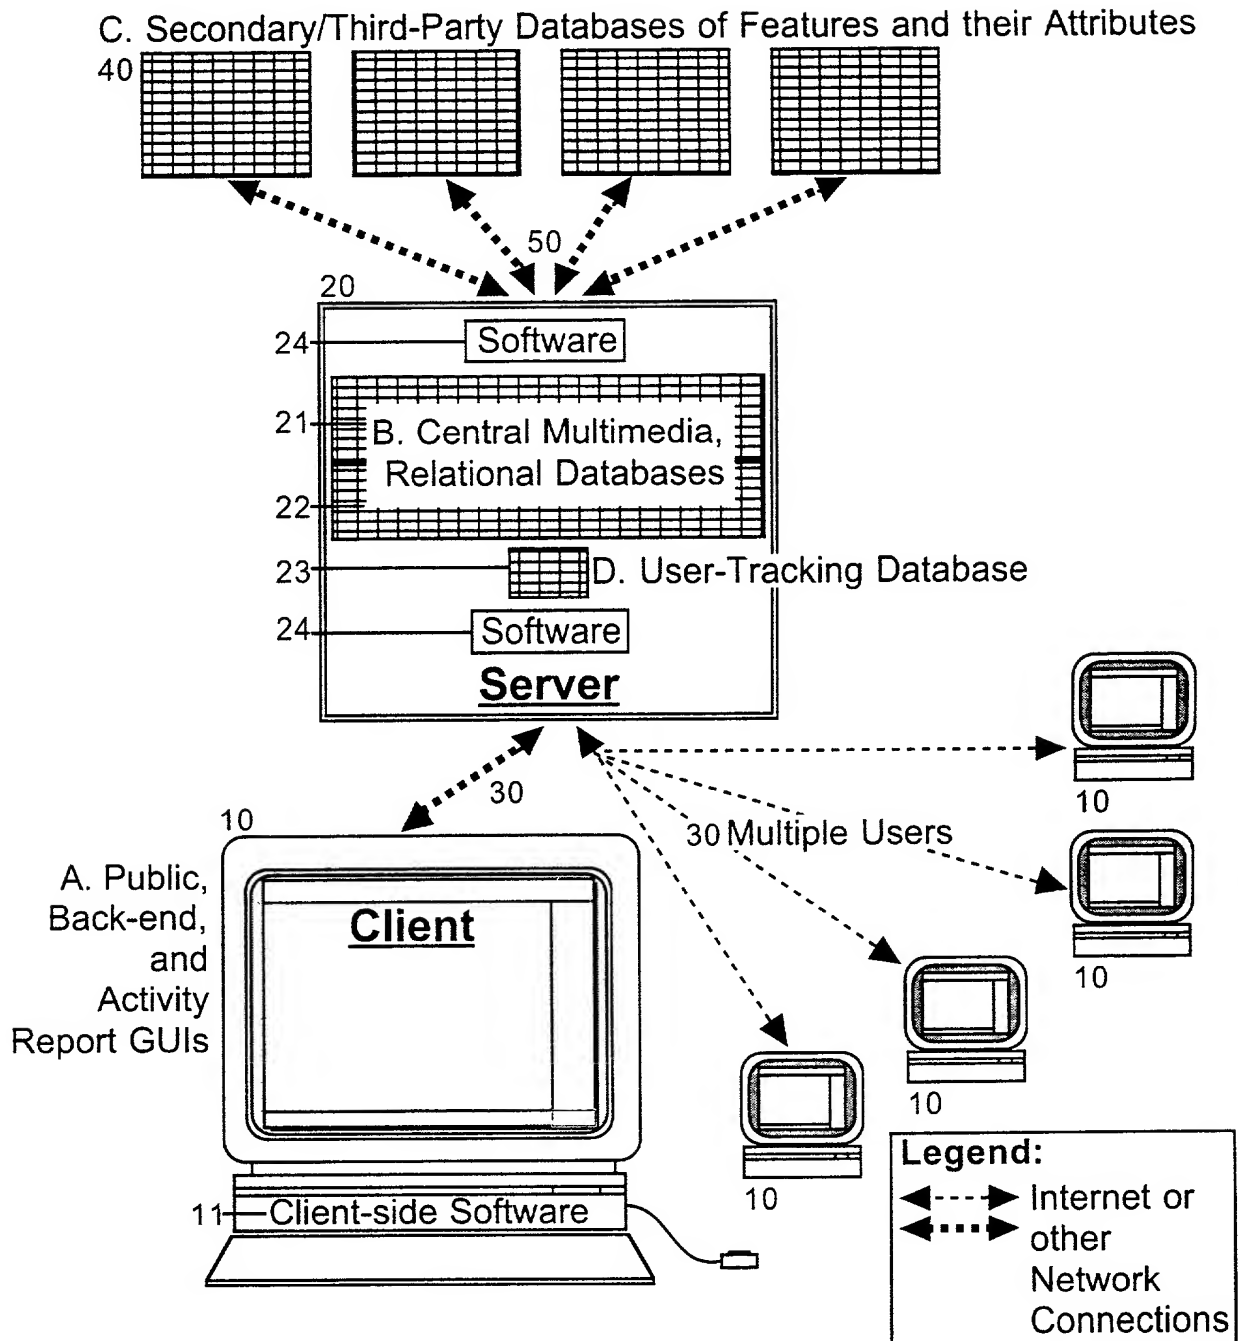 C. Secondary/Third-Party Databases of Features and their Attributes
40
50
20
24
Software
21
B. Central Multimedia,
Relational Databases
22
23
D. User-Tracking Database
24
Software
Server
30
10
10
30 Multiple Users
A. Public,
Back-end,
and
Activity
Report GUIs
Client
10
10
10
11
Client-side Software
Legend:
Internet or
other
Network
Connections